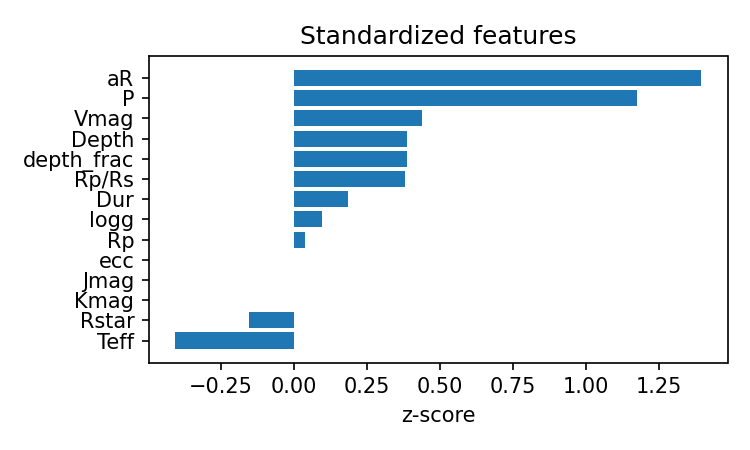 Standardized features
aR
P
Vmag
Depth
depth_frac
Rp/Rs
Dur
logg
Rp
ecc
Jmag
Kmag
Rstar
Teff
−0.25 0.00 0.25 0.50 0.75 1.00 1.25
z-score